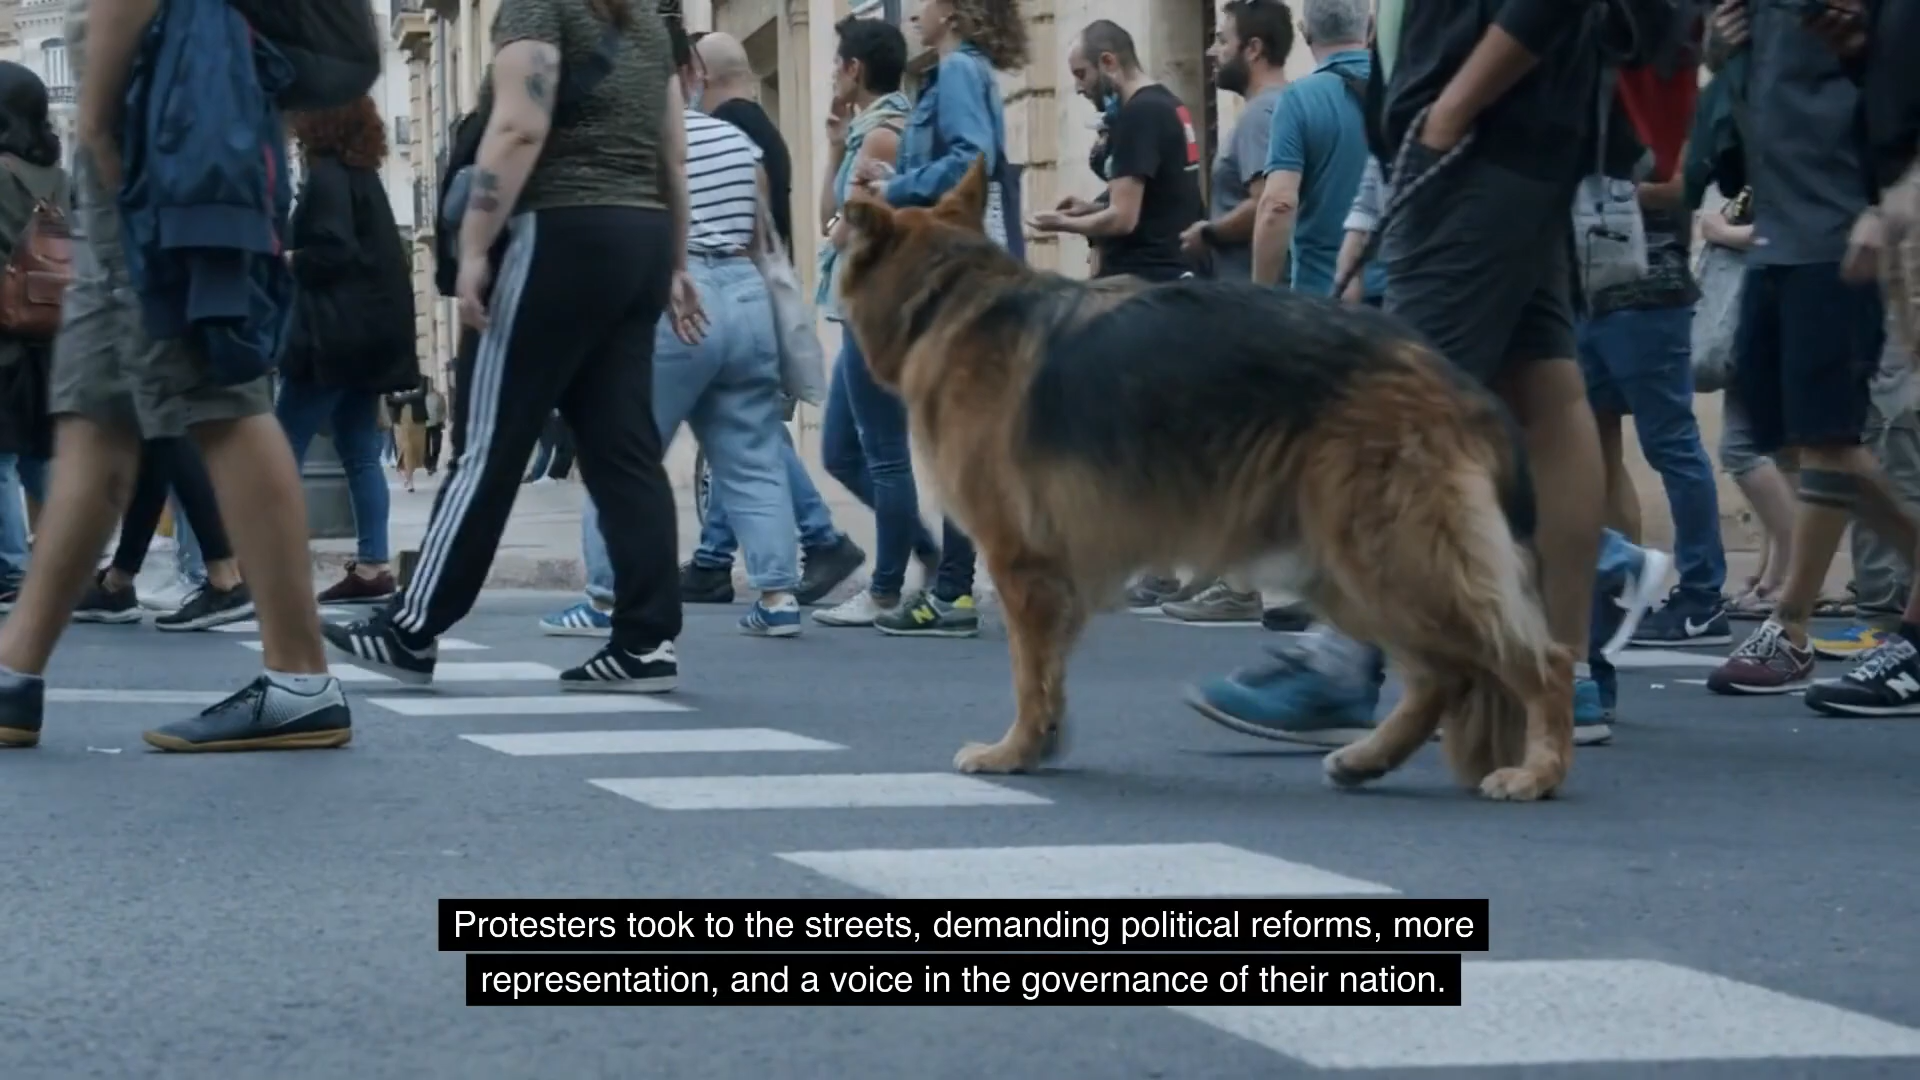 Protesters took to the streets, demanding political reforms, more
representation, and a voice in the governance of their nation.